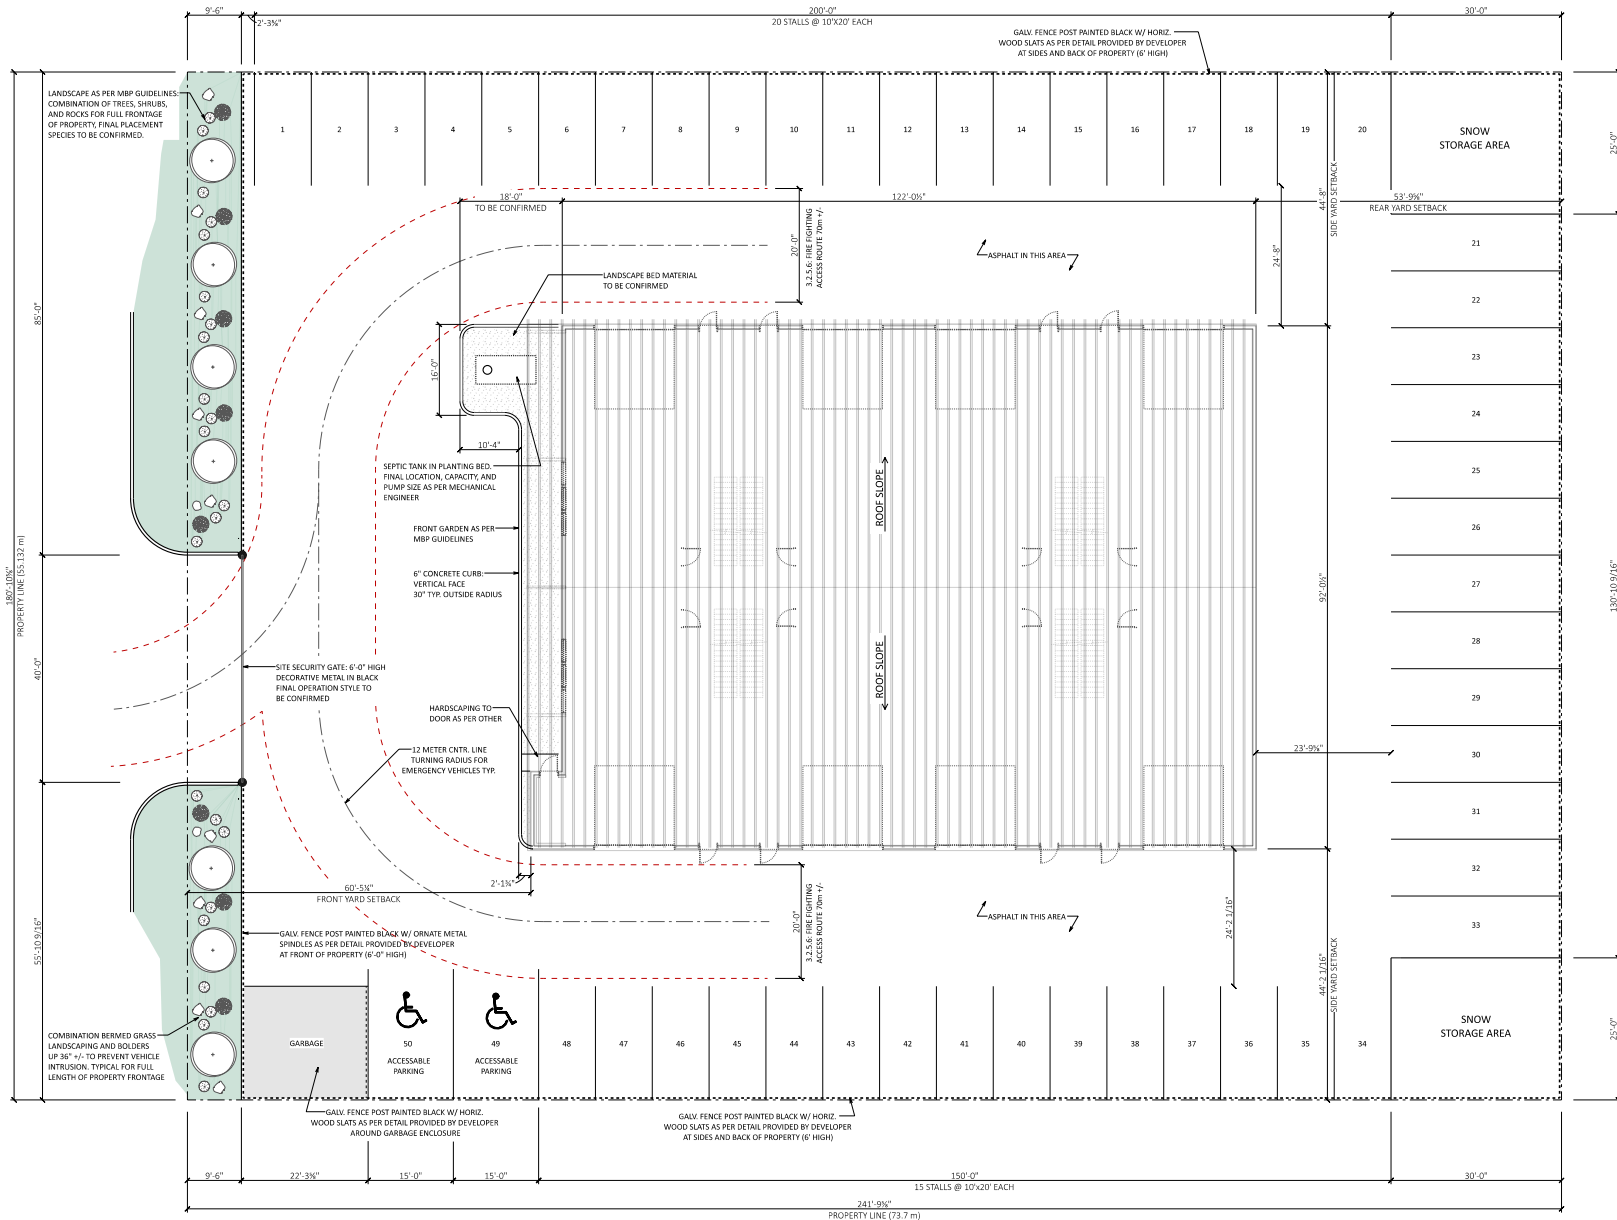 9'-6"
2'-3⅜"
200'-0"
20 STALLS @ 10'X20' EACH
30'-0"
GALV. FENCE POST PAINTED BLACK W/ HORIZ.
WOOD SLATS AS PER DETAIL PROVIDED BY DEVELOPER
AT SIDES AND BACK OF PROPERTY (6' HIGH)
LANDSCAPE AS PER MBP GUIDELINES:
COMBINATION OF TREES, SHRUBS,
AND ROCKS FOR FULL FRONTAGE
OF PROPERTY, FINAL PLACEMENT
SPECIES TO BE CONFIRMED.
1
2
3
4
5
6
7
8
9
10
11
12
13
14
15
16
17
18
19
20
SNOW
STORAGE AREA
25'-0"
18'-0"
TO BE CONFIRMED
122'-0½"
44'-8"
SIDE YARD SETBACK
53'-9⅝"
REAR YARD SETBACK
20'-0"
3.2.5.6: FIRE FIGHTING
ACCESS ROUTE 70m +/-
ASPHALT IN THIS AREA
24'-8"
21
22
23
24
25
26
27
28
29
30
31
32
33
LANDSCAPE BED MATERIAL
TO BE CONFIRMED
85'-0"
16'-0"
10'-4"
SEPTIC TANK IN PLANTING BED.
FINAL LOCATION, CAPACITY, AND
PUMP SIZE AS PER MECHANICAL
ENGINEER
ROOF SLOPE
FRONT GARDEN AS PER
MBP GUIDELINES
6" CONCRETE CURB:
VERTICAL FACE
30" TYP. OUTSIDE RADIUS
PROPERTY LINE (55.132 m)
92'-0½"
130'-10 9/16"
40'-0"
SITE SECURITY GATE: 6'-0" HIGH
DECORATIVE METAL IN BLACK
FINAL OPERATION STYLE TO
BE CONFIRMED
ROOF SLOPE
HARDSCAPING TO
DOOR AS PER OTHER
12 METER CNTR. LINE
TURNING RADIUS FOR
EMERGENCY VEHICLES TYP.
60'-5¼"
FRONT YARD SETBACK
2'-1¾"
20'-0"
3.2.5.6: FIRE FIGHTING
ACCESS ROUTE 70m +/-
ASPHALT IN THIS AREA
24'-2 1/16"
44'-2 1/16"
SIDE YARD SETBACK
55'-10 9/16"
GALV. FENCE POST PAINTED BLACK W/ ORNATE METAL
SPINDLES AS PER DETAIL PROVIDED BY DEVELOPER
AT FRONT OF PROPERTY (6'-0" HIGH)
COMBINATION BERMED GRASS
LANDSCAPING AND BOLDERS
UP 36" +/- TO PREVENT VEHICLE
INTRUSION. TYPICAL FOR FULL
LENGTH OF PROPERTY FRONTAGE
GARBAGE
50
ACCESSABLE
PARKING
49
ACCESSABLE
PARKING
48
47
46
45
44
43
42
41
40
39
38
37
36
35
34
SNOW
STORAGE AREA
25'-0"
GALV. FENCE POST PAINTED BLACK W/ HORIZ.
WOOD SLATS AS PER DETAIL PROVIDED BY DEVELOPER
AROUND GARBAGE ENCLOSURE
GALV. FENCE POST PAINTED BLACK W/ HORIZ.
WOOD SLATS AS PER DETAIL PROVIDED BY DEVELOPER
AT SIDES AND BACK OF PROPERTY (6' HIGH)
9'-6"
22'-3⅜"
15'-0"
15'-0"
150'-0"
15 STALLS @ 10'x20' EACH
30'-0"
PROPERTY LINE (73.7 m)